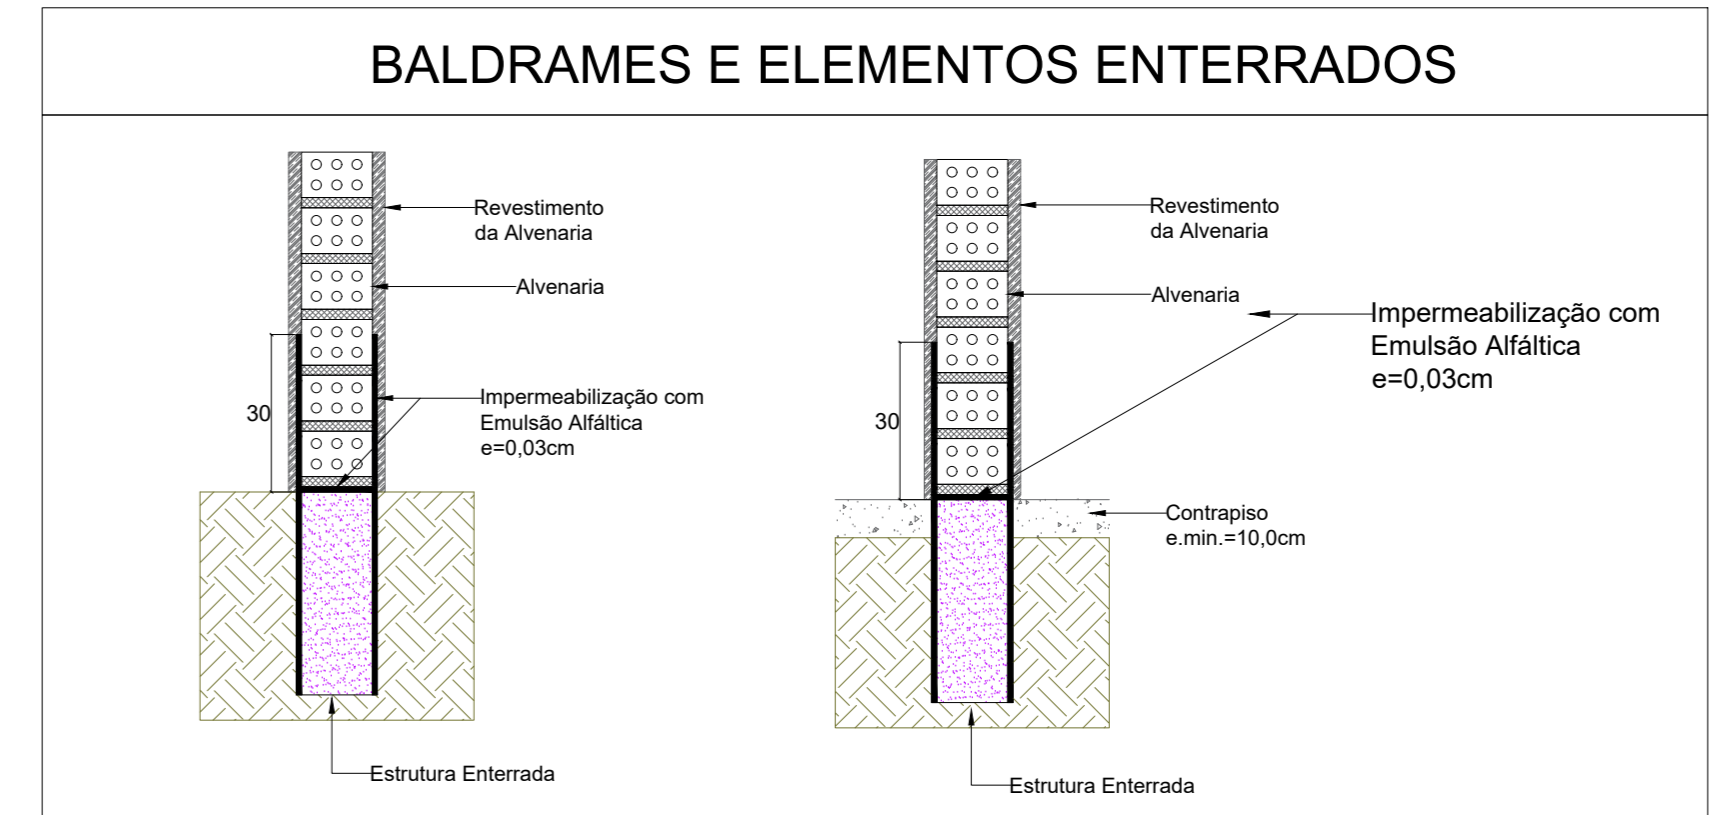 BALDRAMES E ELEMENTOS ENTERRADOS
Revestimento
da Alvenaria
Alvenaria
30
Impermeabilização com
Emulsão Alfáltica
e=0,03cm
Estrutura Enterrada
Revestimento
da Alvenaria
Alvenaria
Impermeabilização com
Emulsão Alfáltica
e=0,03cm
30
Contrapiso
e.min.=10,0cm
Estrutura Enterrada